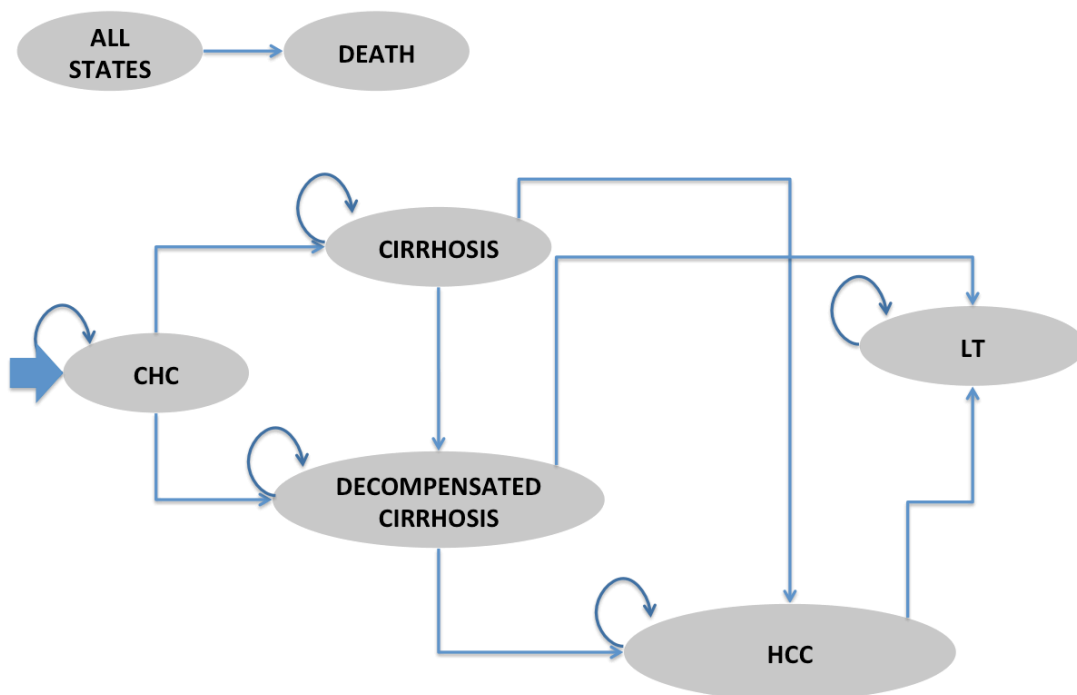 ALL
STATES
DEATH
CIRRHOSIS
CHC
LT
DECOMPENSATED
CIRRHOSIS
HCC